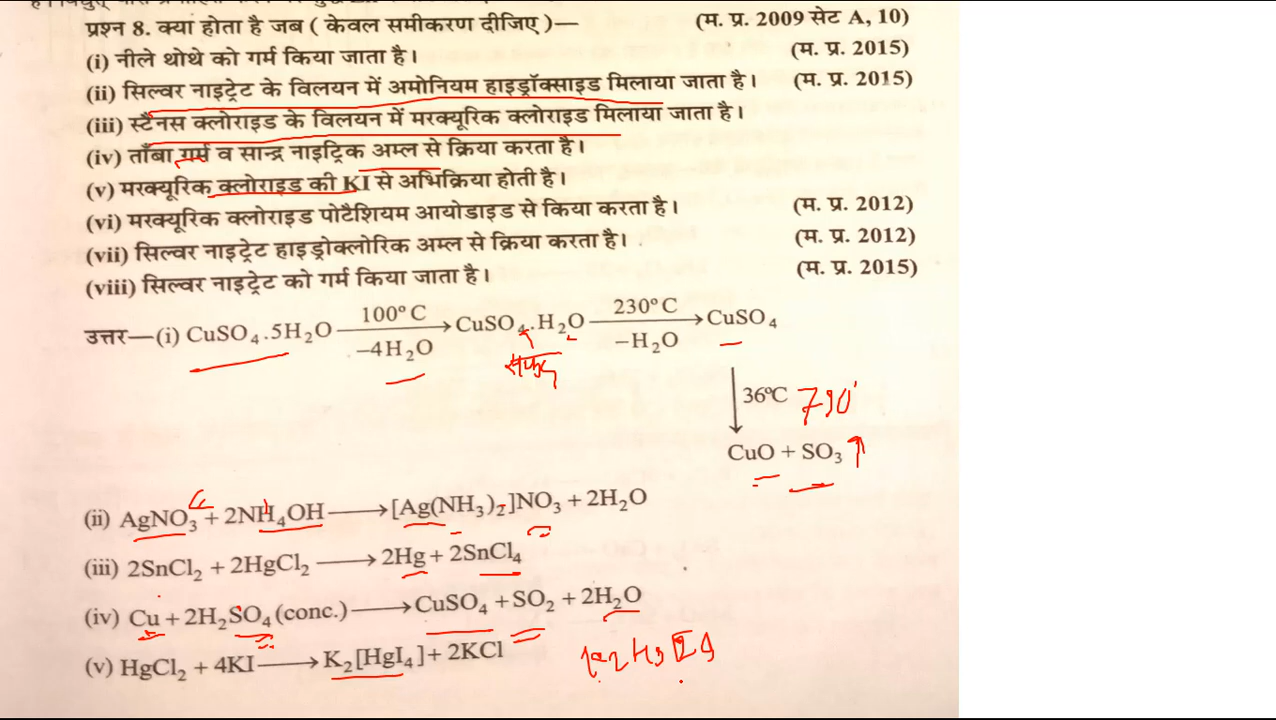 प्रश्न 8. क्या होता है जब ( केवल समीकरण दीजिए )— (म. प्र. 2009 सेट A, 10)
(i) नीले थोथे को गर्म किया जाता है। (म. प्र. 2015)
(ii) सिल्वर नाइट्रेट के विलयन में अमोनियम हाइड्रॉक्साइड मिलाया जाता है। (म. प्र. 2015)
(iii) स्टैनस क्लोराइड के विलयन में मरक्यूरिक क्लोराइड मिलाया जाता है।
(iv) ताँबा गर्म व सान्द्र नाइट्रिक अम्ल से क्रिया करता है।
(v) मरक्यूरिक क्लोराइड की KI से अभिक्रिया होती है।
(vi) मरक्यूरिक क्लोराइड पोटैशियम आयोडाइड से किया करता है। (म. प्र. 2012)
(vii) सिल्वर नाइट्रेट हाइड्रोक्लोरिक अम्ल से क्रिया करता है। (म. प्र. 2012)
(viii) सिल्वर नाइट्रेट को गर्म किया जाता है। (म. प्र. 2015)
उत्तर—(i) CuSO₄.5H₂O —100°C/−4H₂O→ CuSO₄.H₂O —230°C/−H₂O→ CuSO₄
सफेद
↓ 36°C 790°
CuO + SO₃ ↑
(ii) AgNO₃ + 2NH₄OH ⟶ [Ag(NH₃)₂]NO₃ + 2H₂O
(iii) 2SnCl₂ + 2HgCl₂ ⟶ 2Hg + 2SnCl₄
(iv) Cu + 2H₂SO₄ (conc.) ⟶ CuSO₄ + SO₂ + 2H₂O
(v) HgCl₂ + 4KI ⟶ K₂[HgI₄] + 2KCl